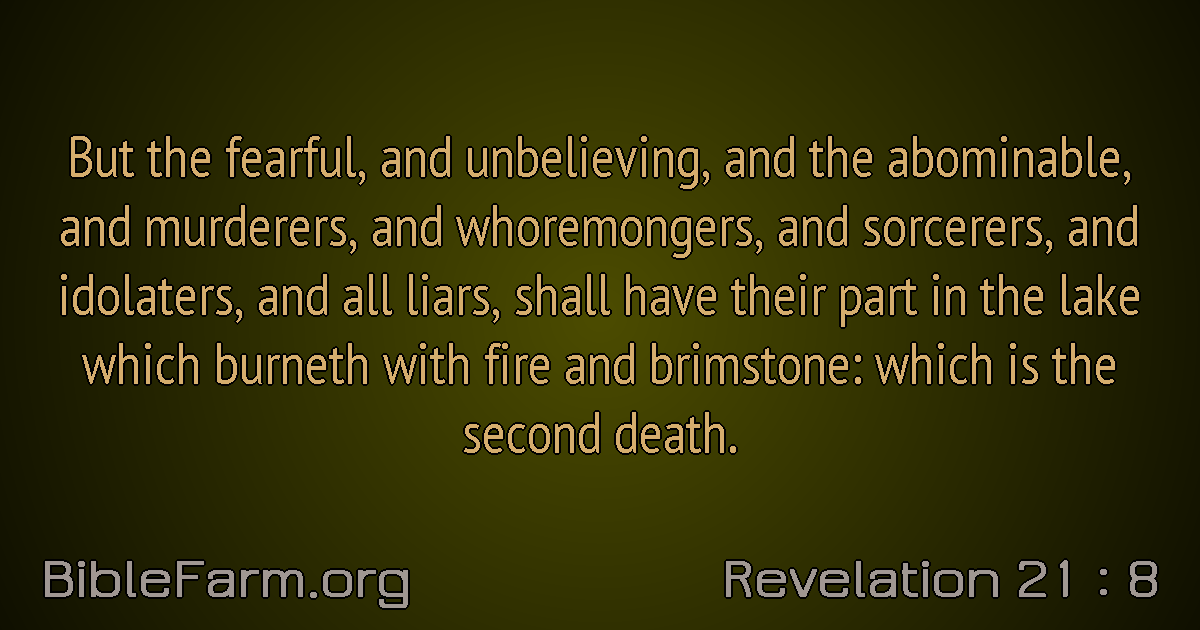 But the fearful, and unbelieving, and the abominable,
and murderers, and whoremongers, and sorcerers, and
idolaters, and all liars, shall have their part in the lake
which burneth with fire and brimstone: which is the
second death.
BibleFarm.org
Revelation 21 : 8